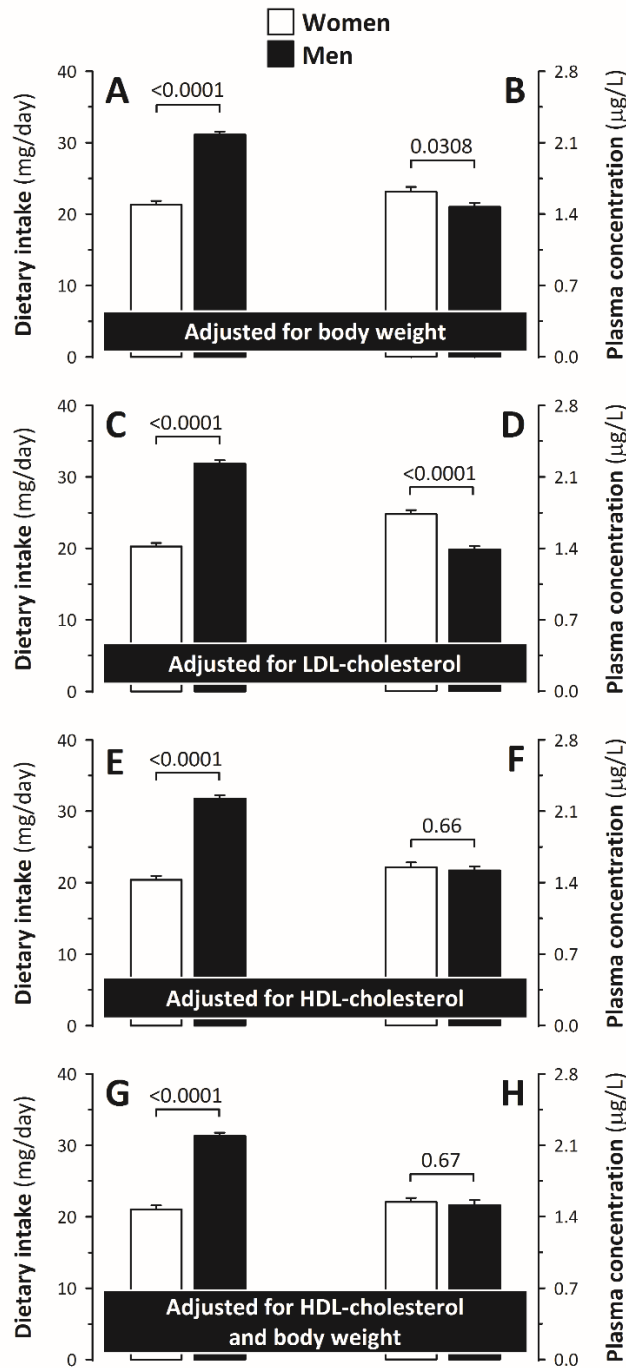 Women
Men
A
B
<0.0001
0.0308
40
30
20
10
0
Dietary intake (mg/day)
2.8
2.1
1.4
0.7
0.0
Plasma concentration (µg/L)
Adjusted for body weight
C
D
<0.0001
<0.0001
40
30
20
10
0
Dietary intake (mg/day)
2.8
2.1
1.4
0.7
0.0
Plasma concentration (µg/L)
Adjusted for LDL-cholesterol
E
F
<0.0001
0.66
40
30
20
10
0
Dietary intake (mg/day)
2.8
2.1
1.4
0.7
0.0
Plasma concentration (µg/L)
Adjusted for HDL-cholesterol
G
H
<0.0001
0.67
40
30
20
10
0
Dietary intake (mg/day)
2.8
2.1
1.4
0.7
0.0
Plasma concentration (µg/L)
Adjusted for HDL-cholesterol
and body weight